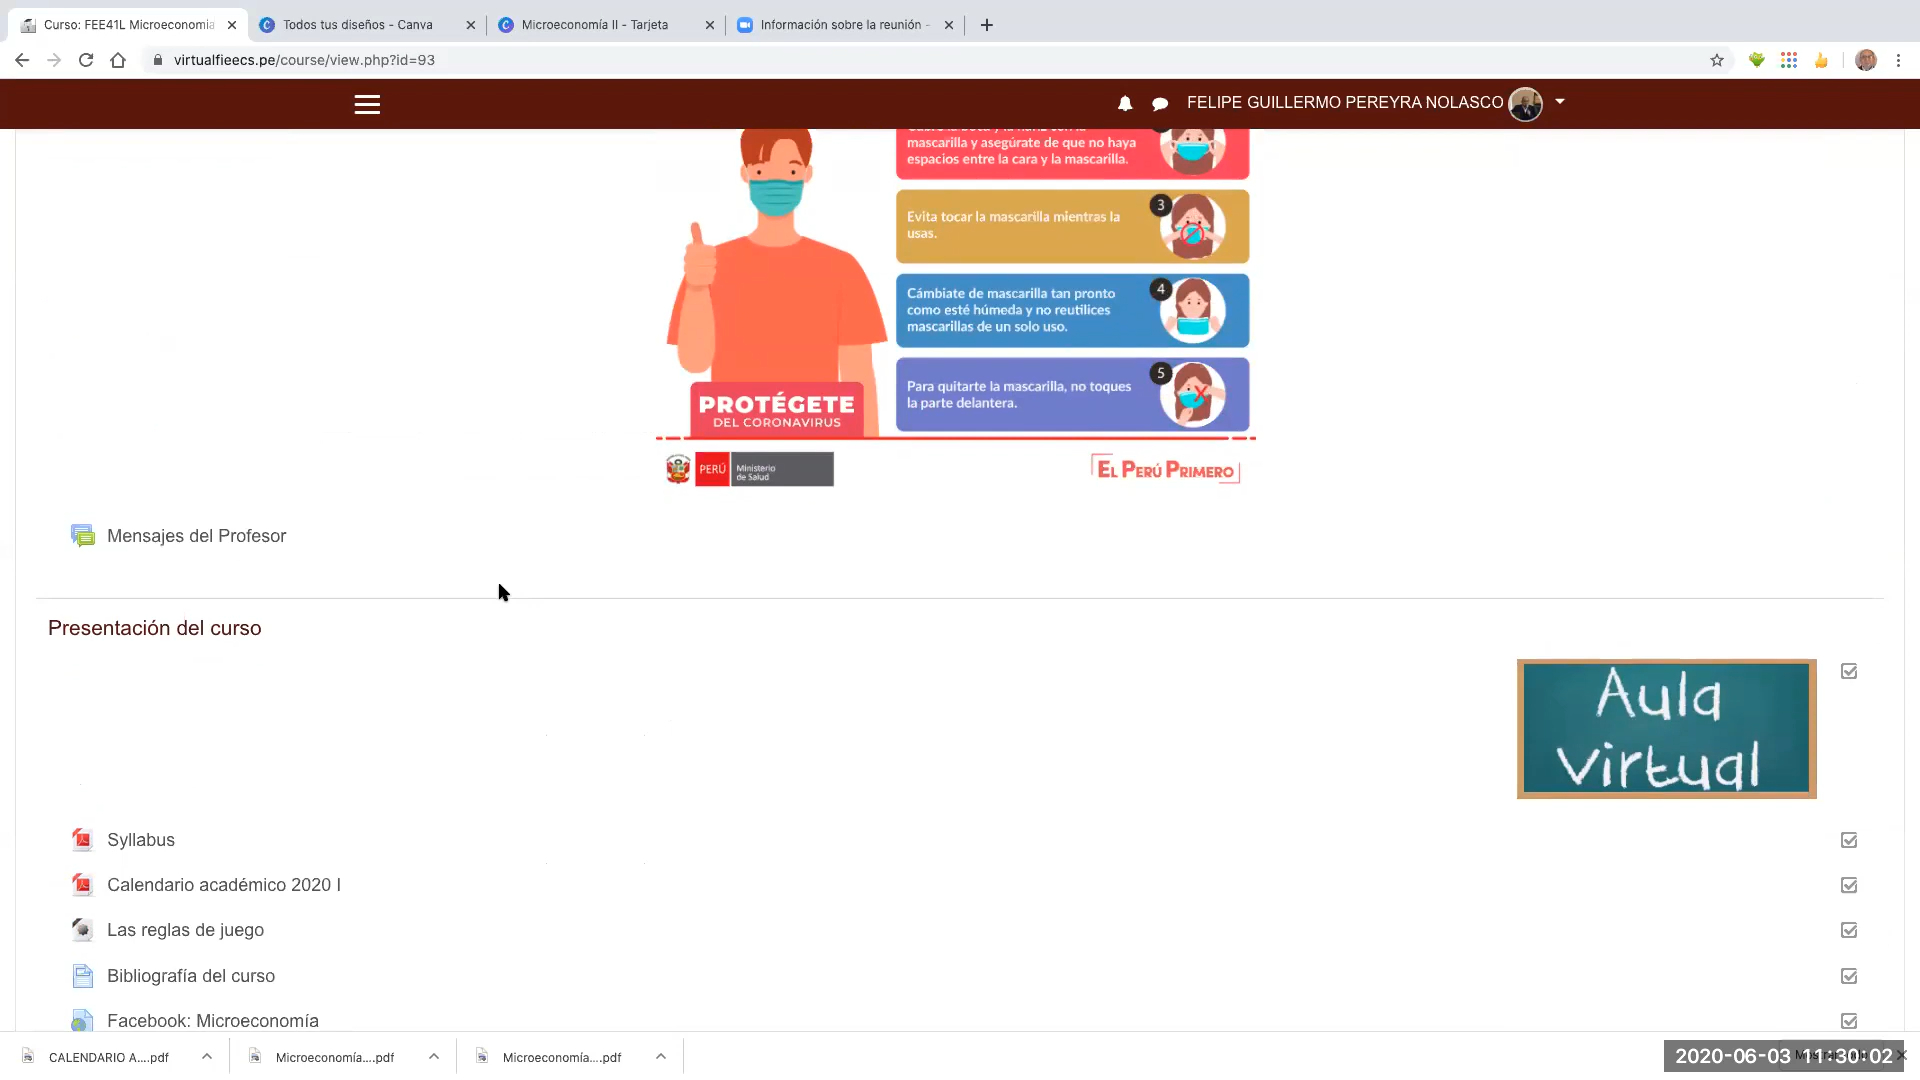 Curso: FEE41L Microeconomia
Todos tus diseños - Canva
Microeconomía II - Tarjeta
Información sobre la reunión -
virtualfieecs.pe/course/view.php?id=93
FELIPE GUILLERMO PEREYRA NOLASCO
mascarilla y asegúrate de que no haya
espacios entre la cara y la mascarilla.
3
Evita tocar la mascarilla mientras la
usas.
4
Cámbiate de mascarilla tan pronto
como esté húmeda y no reutilices
mascarillas de un solo uso.
5
Para quitarte la mascarilla, no toques
la parte delantera.
PROTÉGETE
DEL CORONAVIRUS
PERÚ
Ministerio
de Salud
EL PERÚ PRIMERO
Mensajes del Profesor
Presentación del curso
Aula
Virtual
Syllabus
Calendario académico 2020 I
Las reglas de juego
Bibliografía del curso
Facebook: Microeconomía
CALENDARIO A....pdf
Microeconomía....pdf
Microeconomía....pdf
2020-06-03 11:30:02